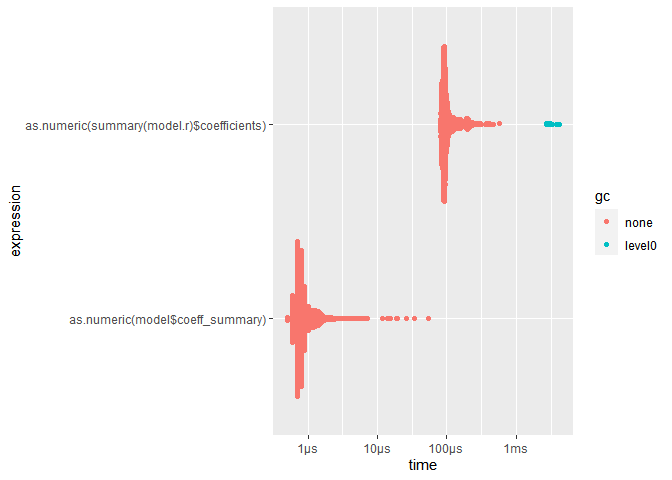 expression
as.numeric(summary(model.r)$coefficients)
as.numeric(model$coeff_summary)
1µs
10µs
100µs
1ms
time
gc
none
level0